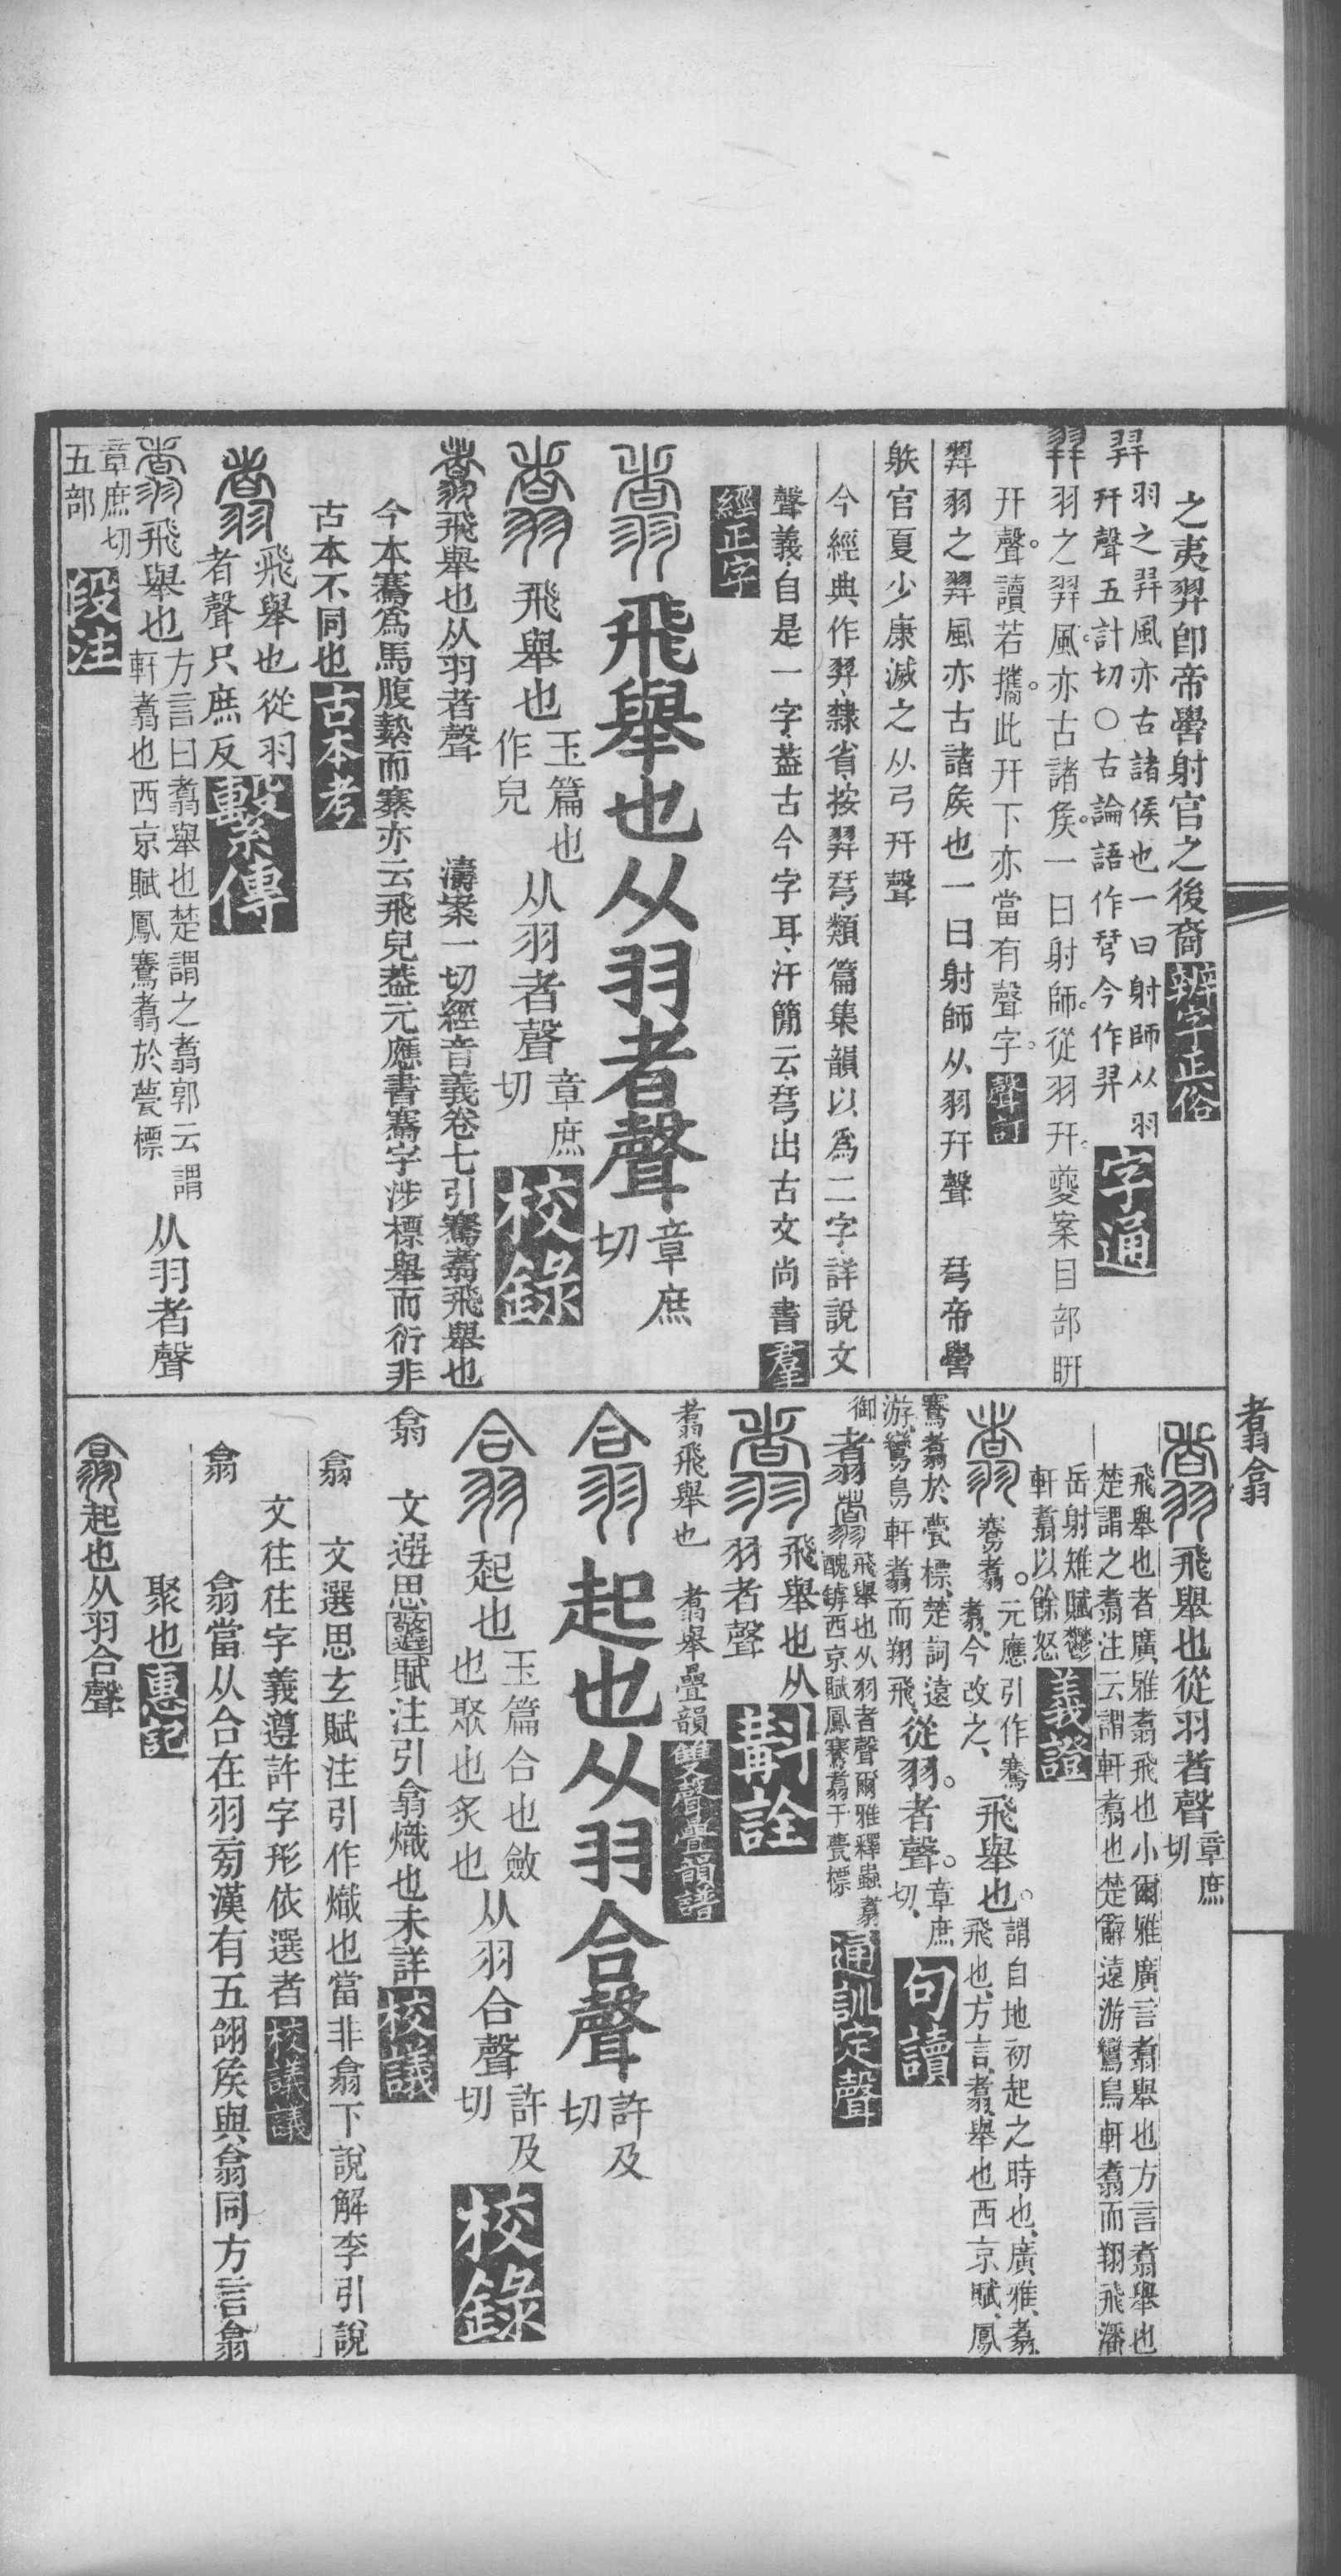 之夷羿卽帝嚳射官之後裔辨字正俗
羿羽之羿風亦古諸侯也一曰射師从羽
幵聲五計切〇古論語作𢏗今作羿字通
羿羽之羿風亦古諸矦一曰射師從羽幵夔案目部㸗
幵聲讀若攜此幵下亦當有聲字聲訂
羿羽之羿風亦古諸矦也一曰射師从羽幵聲 𢏗帝嚳
䠶官夏少康滅之从弓幵聲
今經典作羿隸省按羿𢏗類篇集韻以爲二字詳說文
聲義自是一字葢古今字耳汗簡云𢏗出古文尚書羣
經正字
翥飛舉也从羽者聲章庶切
翥飛舉也玉篇也作皃从羽者聲章庶切校錄
翥飛舉也从羽者聲 濤案一切經音義卷七引騫翥飛舉也
今本騫爲馬腹縶而騫亦云飛皃葢元應書騫字涉標舉而衍非
古本不同也古本考
翥飛舉也從羽者聲只庶反繫傳
翥飛舉也方言曰翥舉也楚謂之翥郭云謂
軒翥也西京賦鳳騫翥於甍標从羽者聲
章庶切五部段注
翥飛舉也從羽者聲章庶切
飛舉也者廣雅翥飛也小爾雅廣言翥舉也方言翥舉也
楚謂之翥注云謂軒翥也楚辭遠游鸞鳥軒翥而翔飛潘
岳射雉賦鬱軒翥以餘怒義證
翥騫翥。元應引作騫翥今改之、飛舉也。謂自地初起之時也、廣雅、翥飛也、方言、翥、舉也西京賦、鳳
騫翥於甍標、楚詞遠游、鸞鳥軒翥而翔飛、從羽。者聲。章庶切、句讀
御翥翥飛舉也从羽者聲爾雅釋蟲翥醜罅西京賦鳳騫翥于甍標通訓定聲
翥飛舉也从羽者聲斠詮
翥飛舉也 翥舉疊韻雙聲疊韻譜
翕起也从羽合聲許及切
翕起也玉篇合也斂也聚也炙也从羽合聲許及切校錄
翕 文選思𤣥賦注引翕熾也未詳校議
翕 文選思玄賦注引作熾也當非翕下說解李引說
文往往字義遵許字形依選者校議議
翕 翕當从合在羽㫄漢有五翖矦與翕同方言翕
聚也惠記
翕起也从羽合聲
翥翕